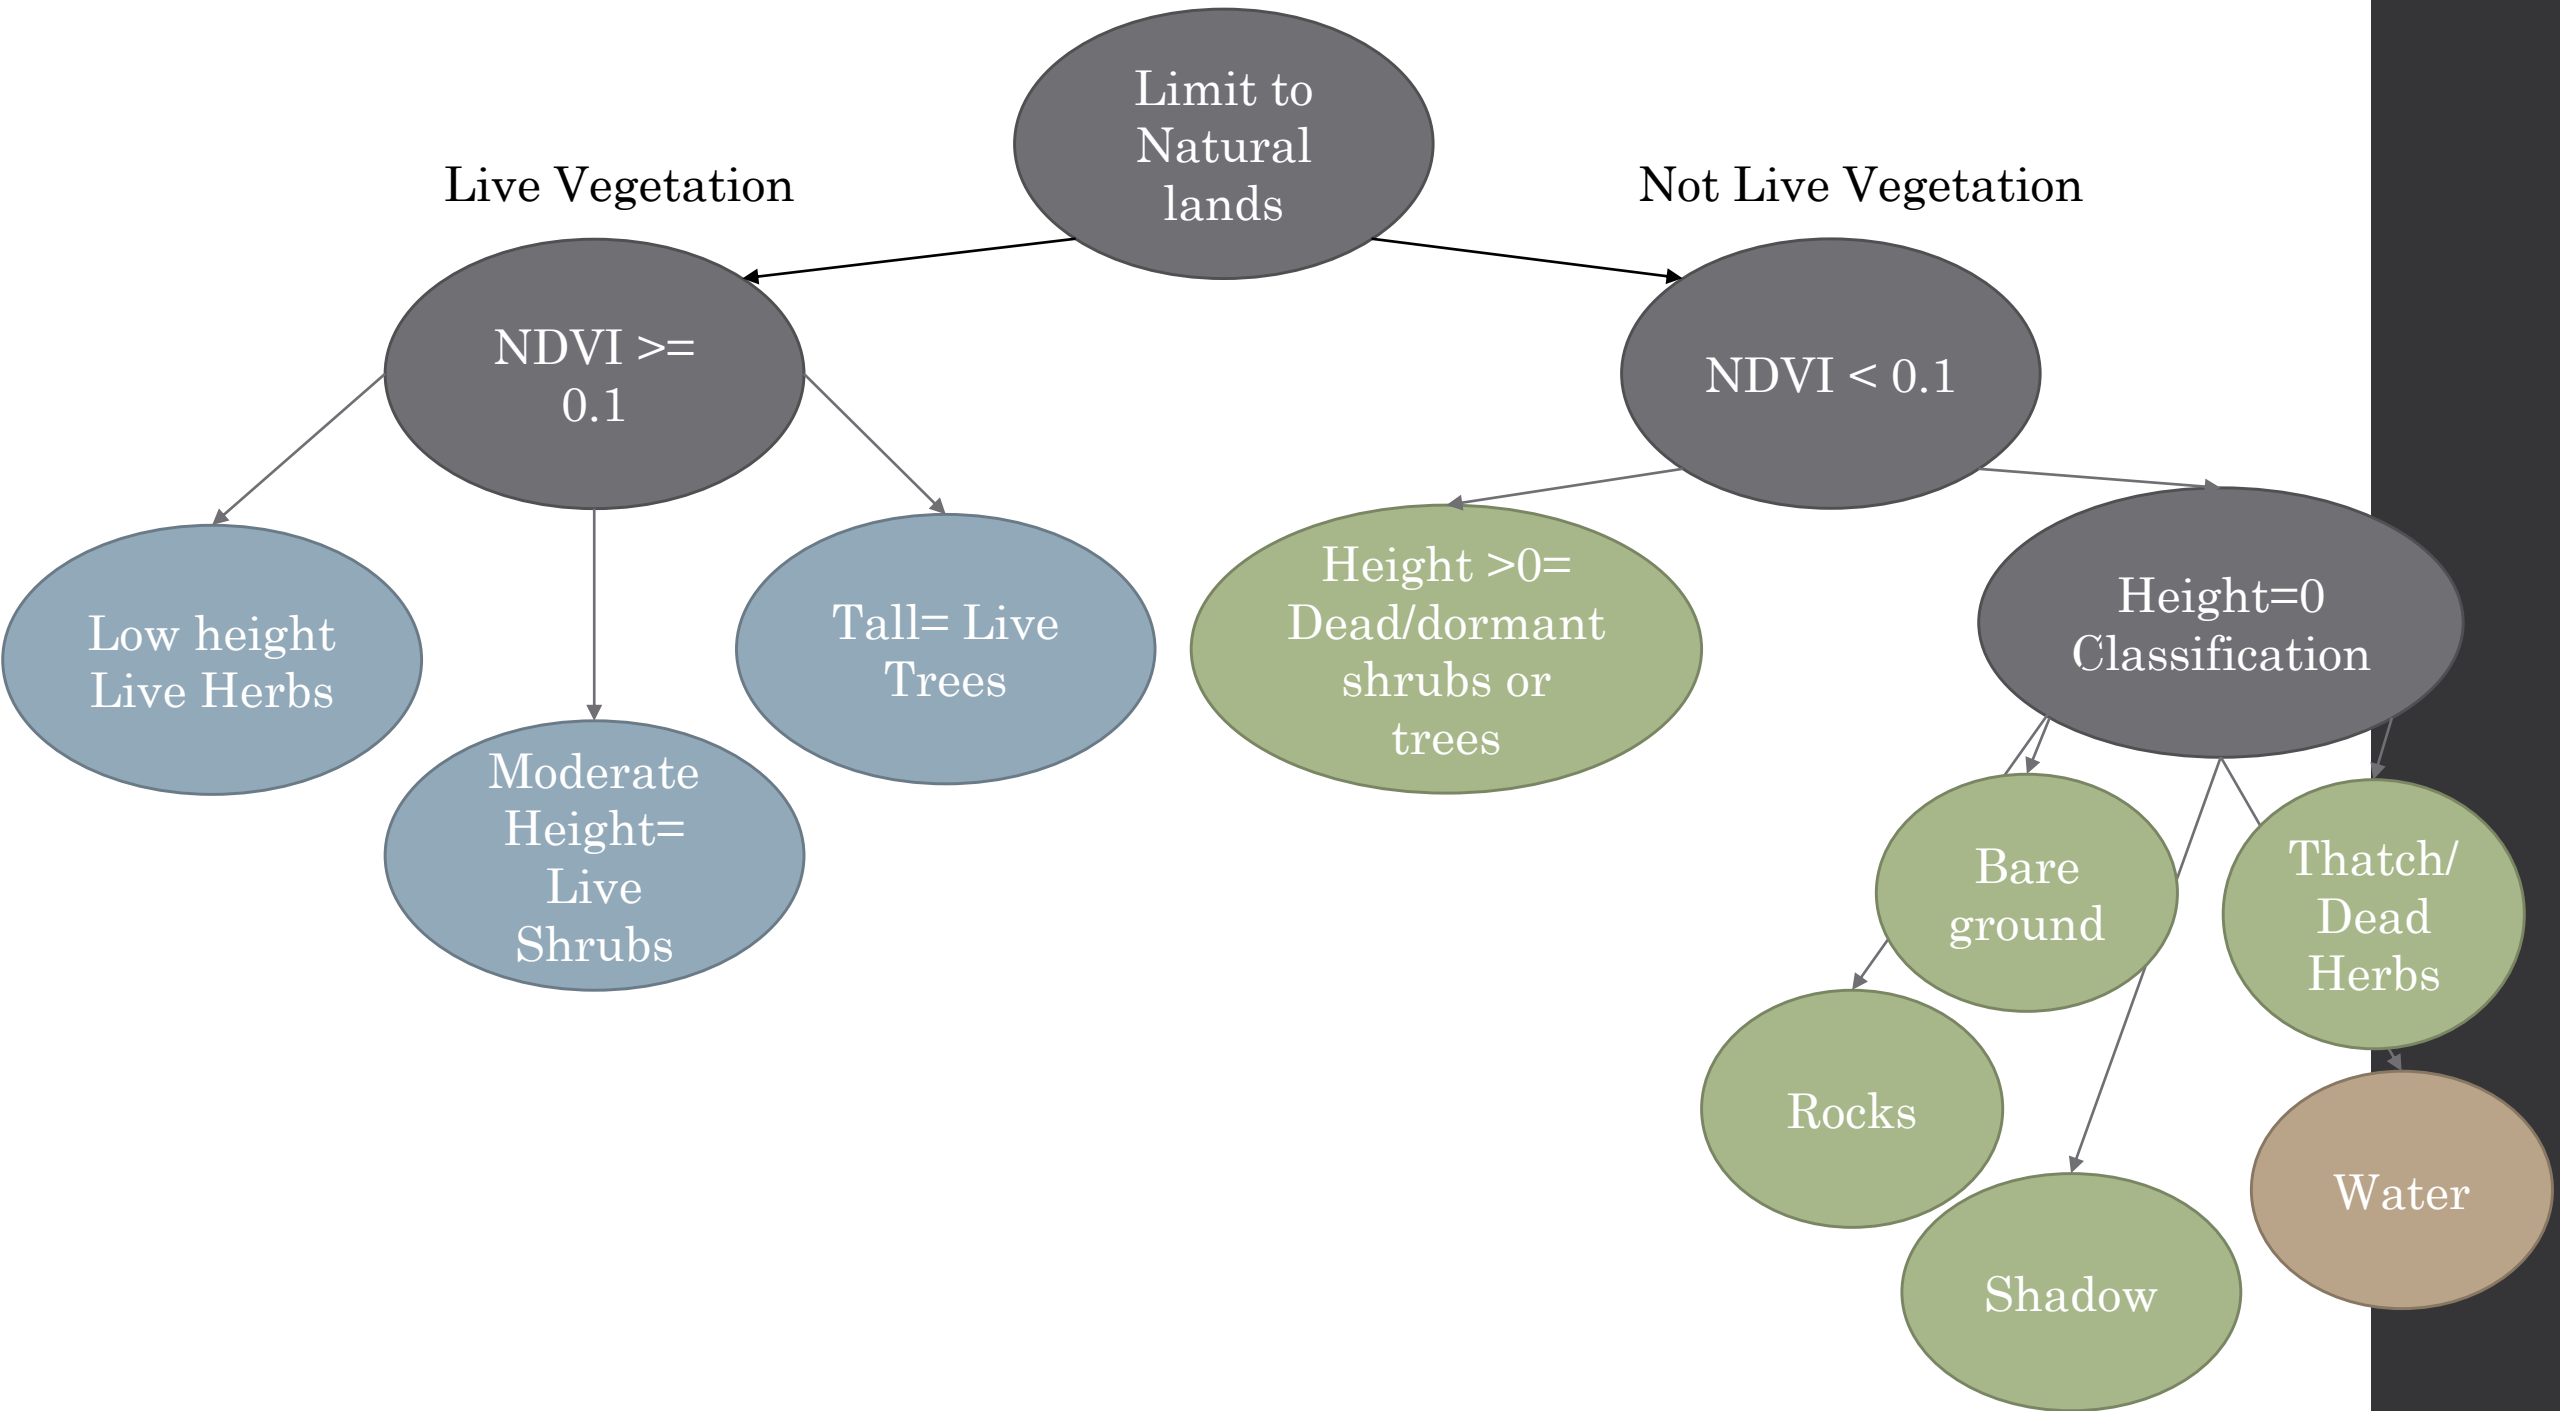 Limit to
Natural
lands
Live Vegetation
Not Live Vegetation
NDVI >=
0.1
NDVI < 0.1
Low height
Live Herbs
Moderate
Height=
Live
Shrubs
Tall= Live
Trees
Height >0=
Dead/dormant
shrubs or
trees
Height=0
Classification
Bare
ground
Thatch/
Dead
Herbs
Rocks
Water
Shadow